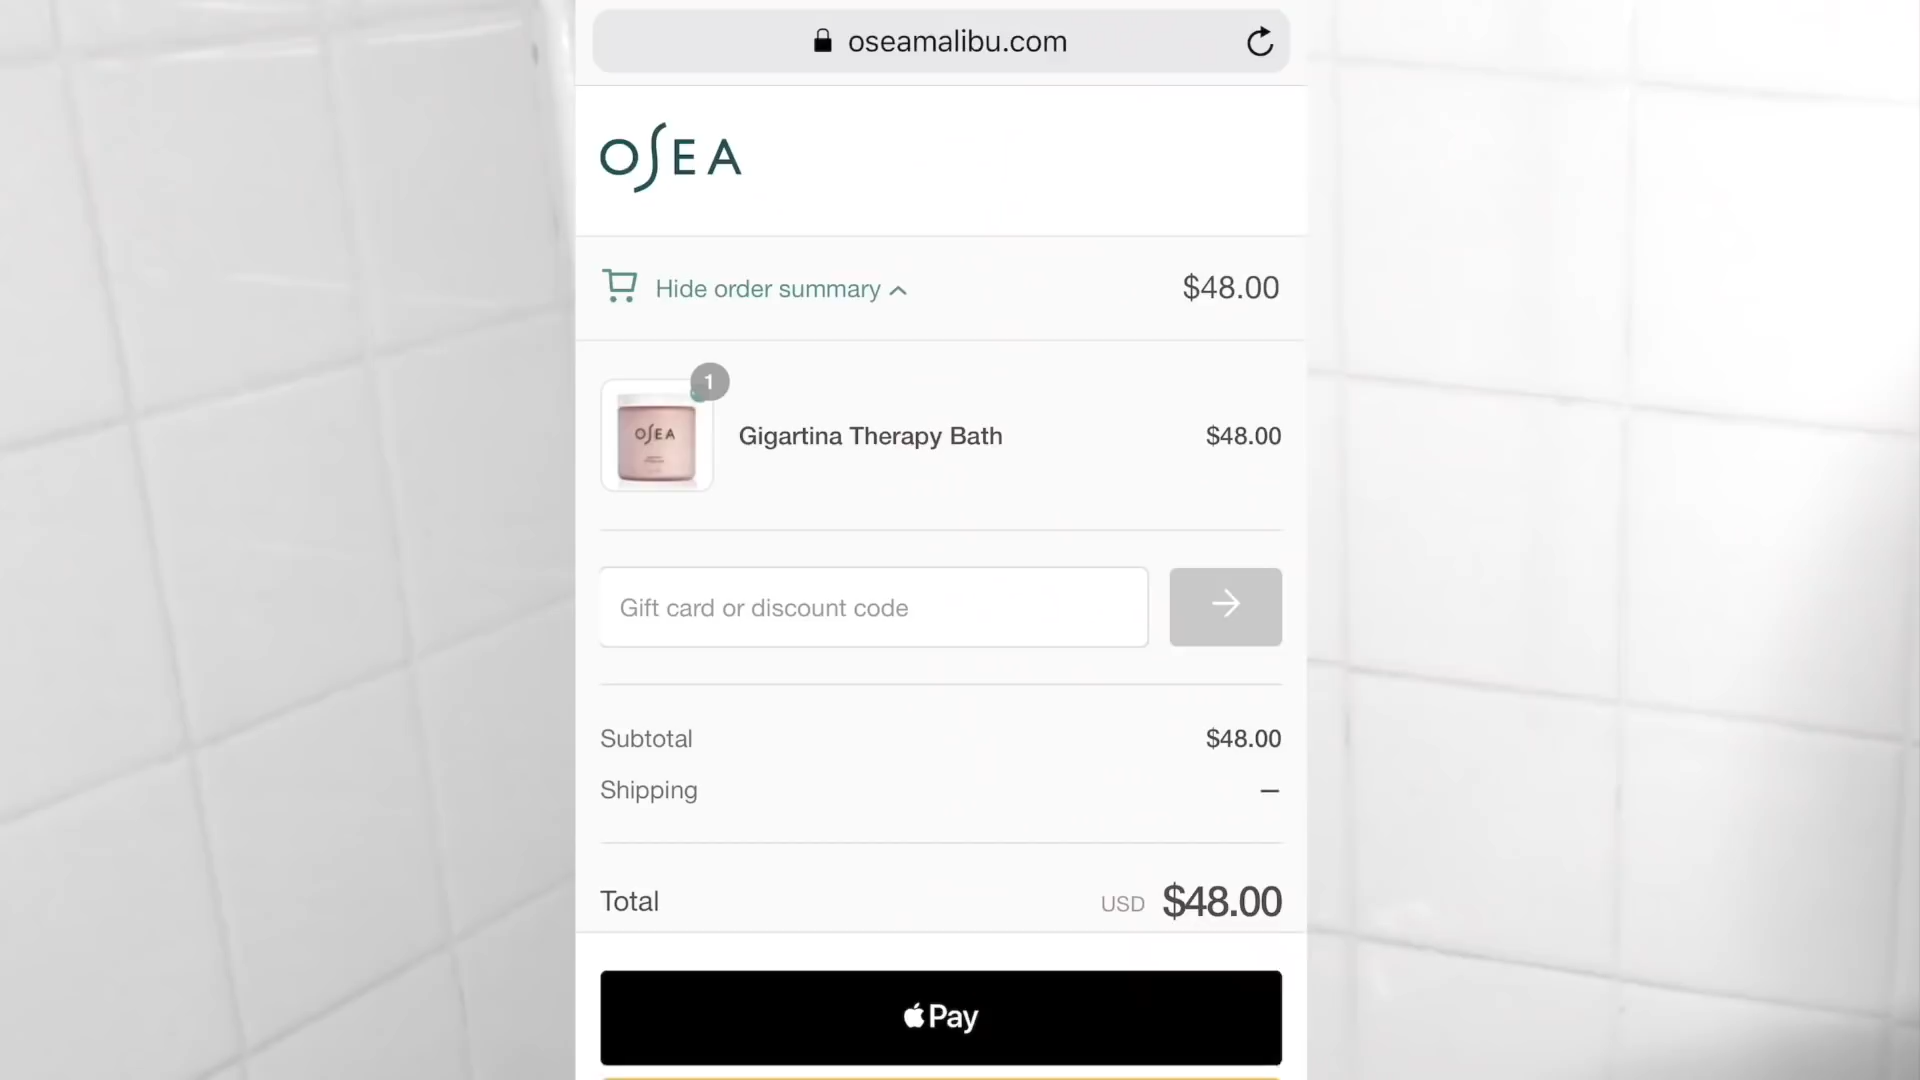 oseamalibu.com
OSEA
Hide order summary
$48.00
1
OSEA
Gigartina Therapy Bath
$48.00
Gift card or discount code
Subtotal
$48.00
Shipping
–
Total
USD $48.00
Pay